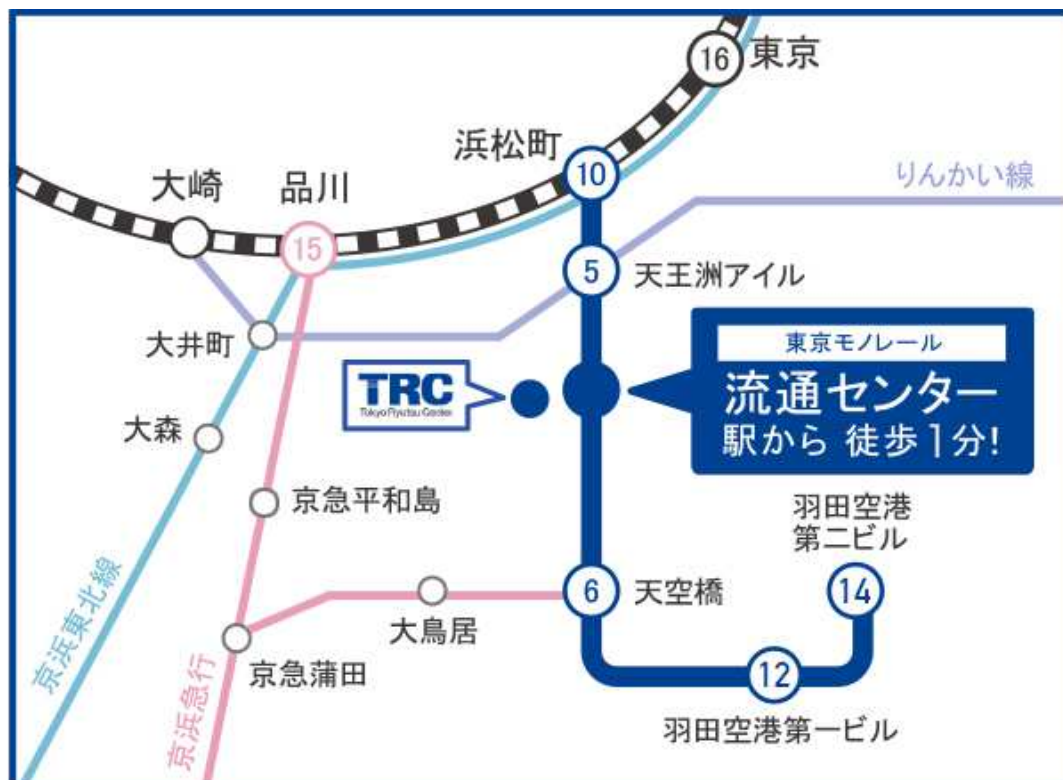 16 東京
浜松町
10
りんかい線
大崎
品川
15
5
天王洲アイル
大井町
東京モノレール
流通センター
駅から 徒歩1分!
TRC
Tokyo Ryutsu Center
大森
京急平和島
羽田空港
第二ビル
6
天空橋
14
大鳥居
京浜東北線
京急蒲田
京浜急行
12
羽田空港第一ビル